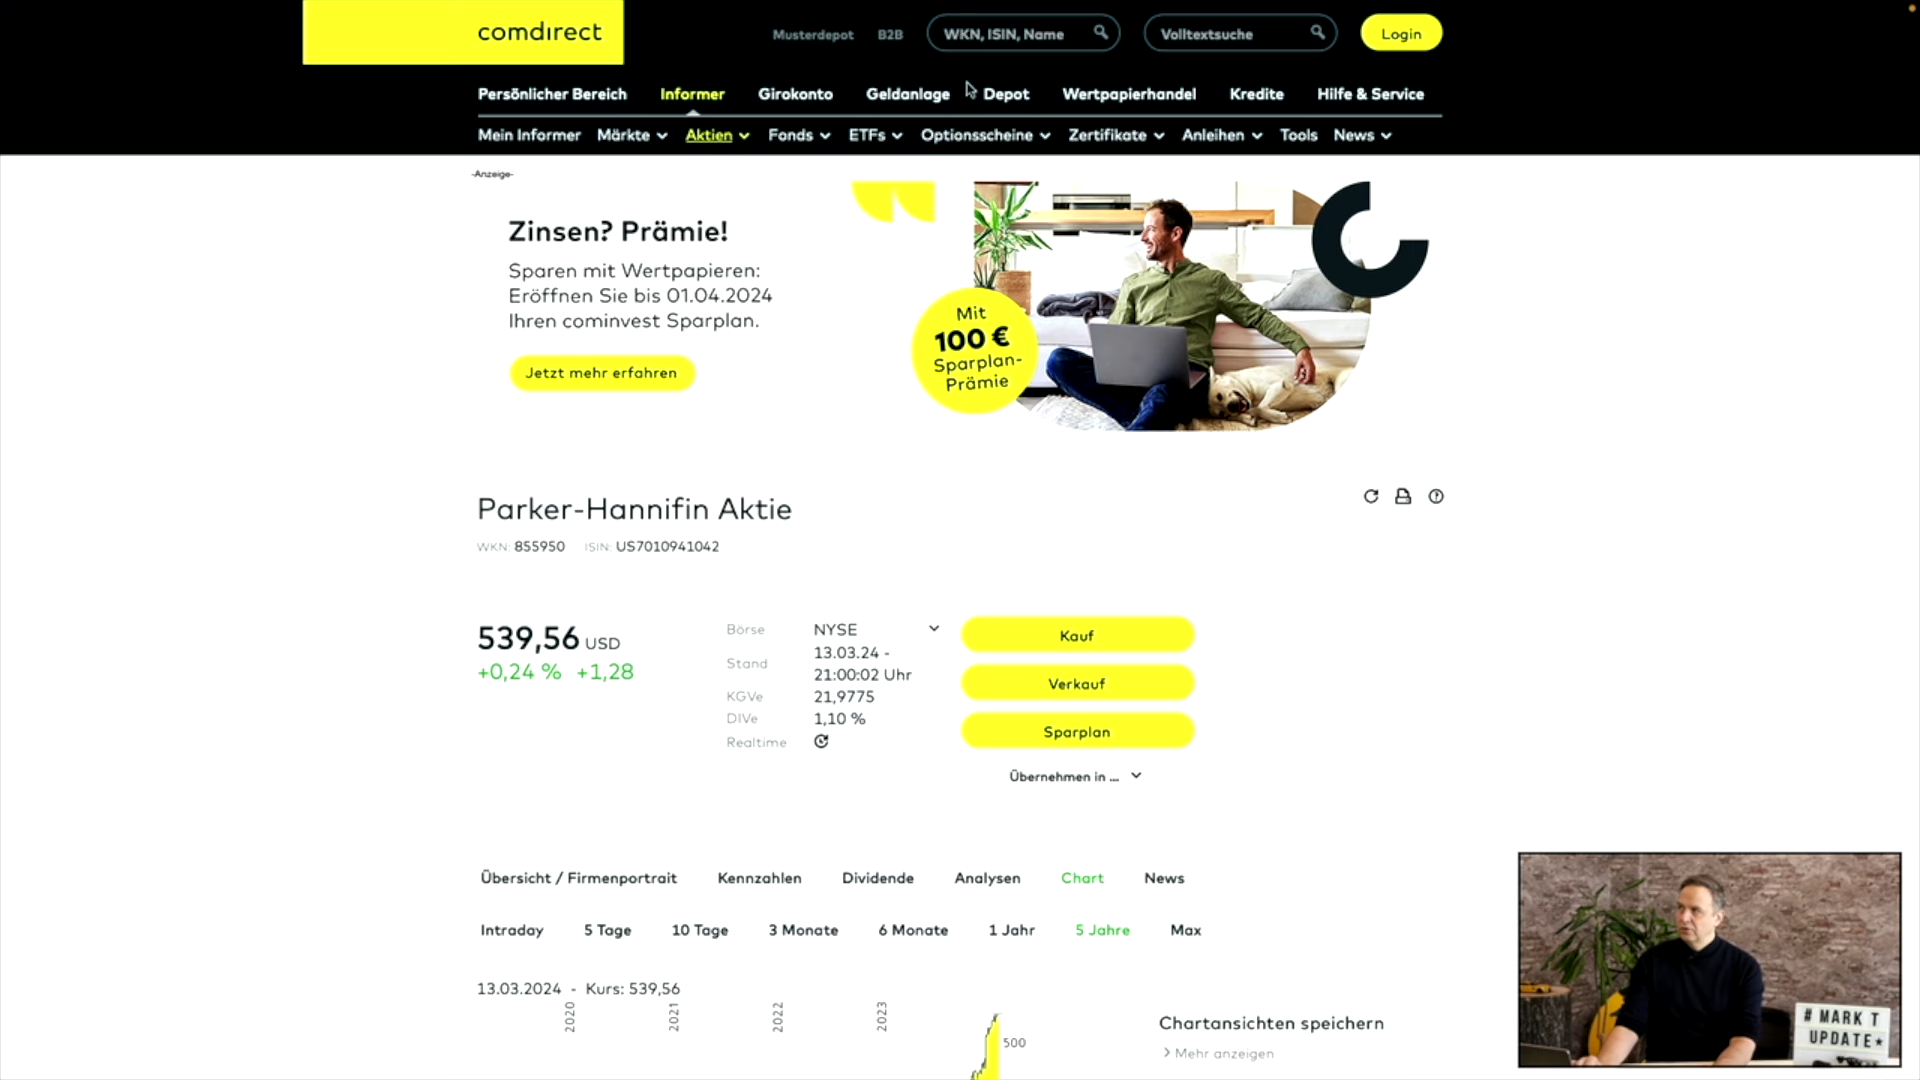 comdirect
Musterdepot B2B WKN, ISIN, Name Volltextsuche Login
Persönlicher Bereich Informer Girokonto Geldanlage Depot Wertpapierhandel Kredite Hilfe & Service
Mein Informer Märkte Aktien Fonds ETFs Optionsscheine Zertifikate Anleihen Tools News
-Anzeige-
Zinsen? Prämie!
Sparen mit Wertpapieren:
Eröffnen Sie bis 01.04.2024
Ihren cominvest Sparplan.
Jetzt mehr erfahren
Mit
100 €
Sparplan-
Prämie
Parker-Hannifin Aktie
WKN: 855950 ISIN: US7010941042
539,56 USD
+0,24 % +1,28
Börse NYSE
Stand 13.03.24 -
21:00:02 Uhr
KGVe 21,9775
DIVe 1,10 %
Realtime
Kauf
Verkauf
Sparplan
Übernehmen in ...
Übersicht / Firmenportrait Kennzahlen Dividende Analysen Chart News
Intraday 5 Tage 10 Tage 3 Monate 6 Monate 1 Jahr 5 Jahre Max
13.03.2024 - Kurs: 539,56
2020 2021 2022 2023
500
Chartansichten speichern
Mehr anzeigen
# MARK T
UPDATE★